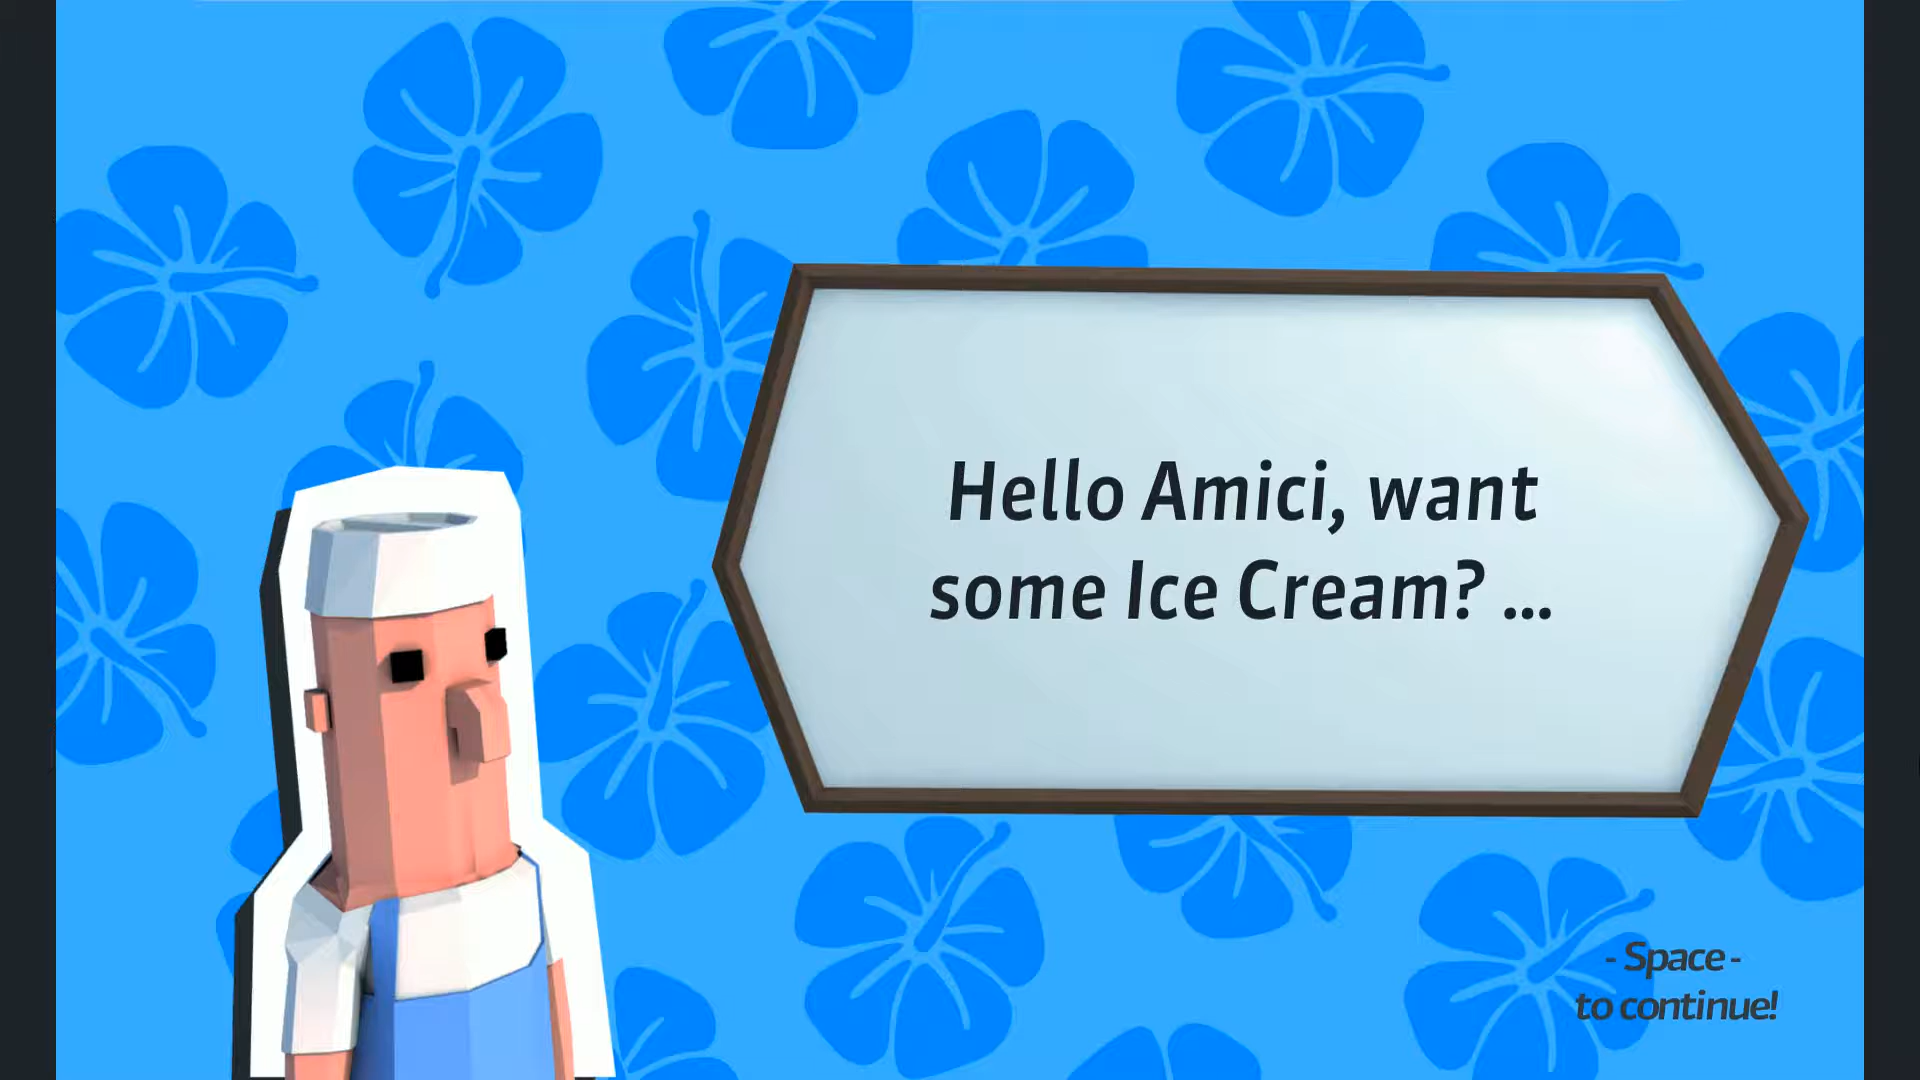 Hello Amici, want
some Ice Cream? ...
- Space -
to continue!